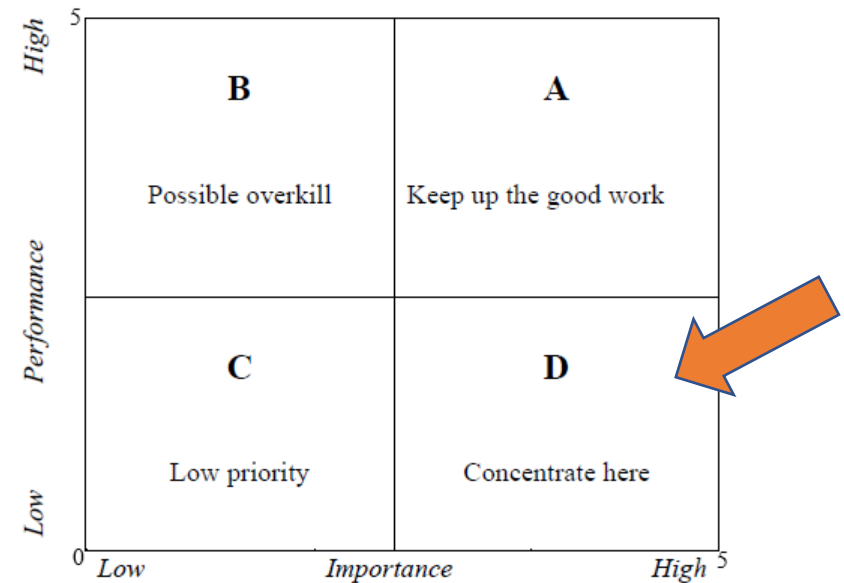 5
High
B
A
Possible overkill
Keep up the good work
Performance
C
D
Low priority
Concentrate here
Low
0
Low
Importance
High
5